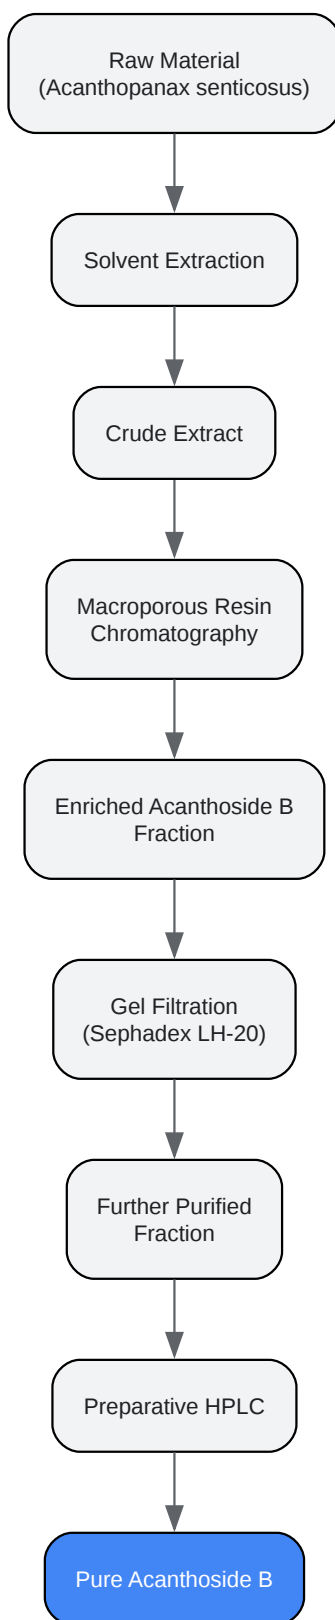 Raw Material
(Acanthopanax senticosus)
Solvent Extraction
Crude Extract
Macroporous Resin
Chromatography
Enriched Acanthoside B
Fraction
Gel Filtration
(Sephadex LH-20)
Further Purified
Fraction
Preparative HPLC
Pure Acanthoside B